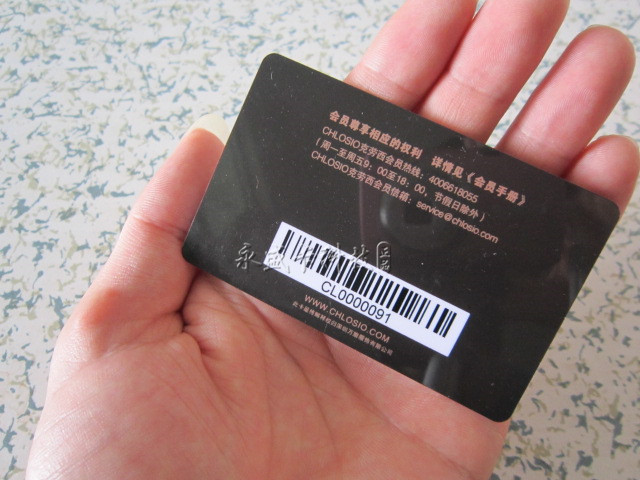 会员尊享相应的权利 详情见《会员手册》
CHLOSIO克劳西会员热线：4006618055
（周一至周五9：00至18：00，节假日除外）
CHLOSIO克劳西会员信箱：service@chlosio.com
CL0000091
WWW.CHLOSIO.COM